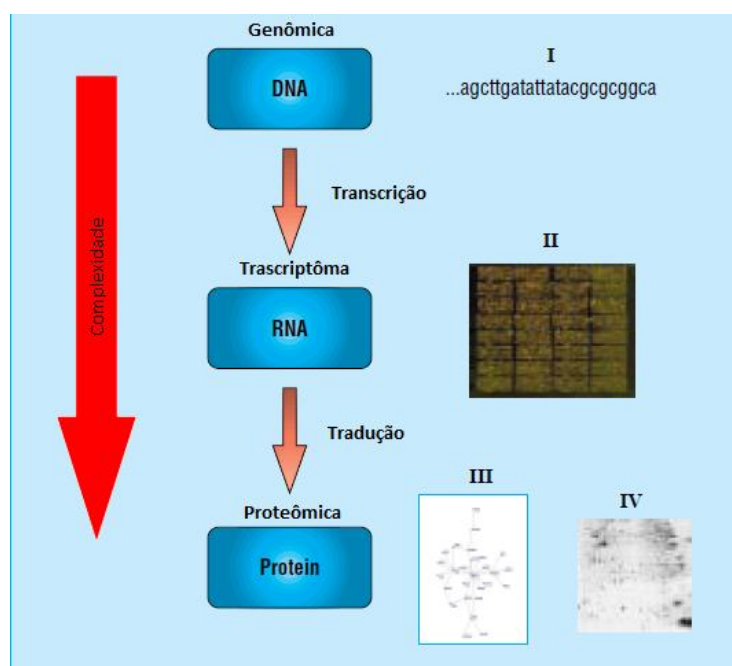 Genômica
DNA
I
...agcttgatattatacgcgcggca
Transcrição
Complexidade
Trascriptôma
RNA
II
Tradução
Proteômica
Protein
III
IV